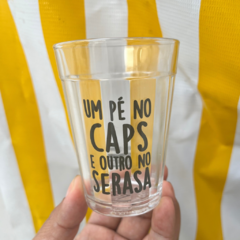 UM PÉ NO
CAPS
E OUTRO NO
SERASA